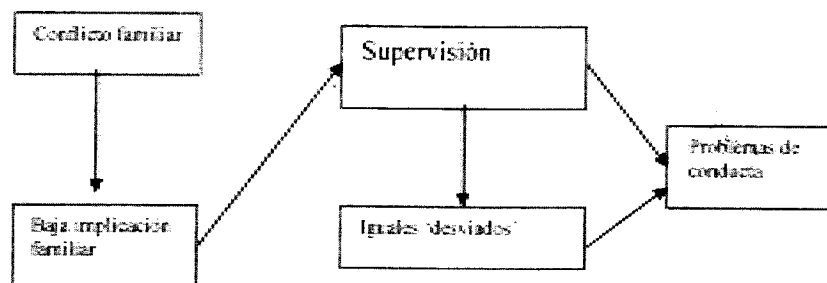 Conflicto familiar
Supervisión
Problemas de
conducta
Baja implicación
familiar
Iguales 'desviados'